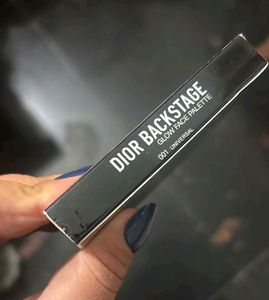 DIOR BACKSTAGE
GLOW FACE PALETTE
001 UNIVERSAL